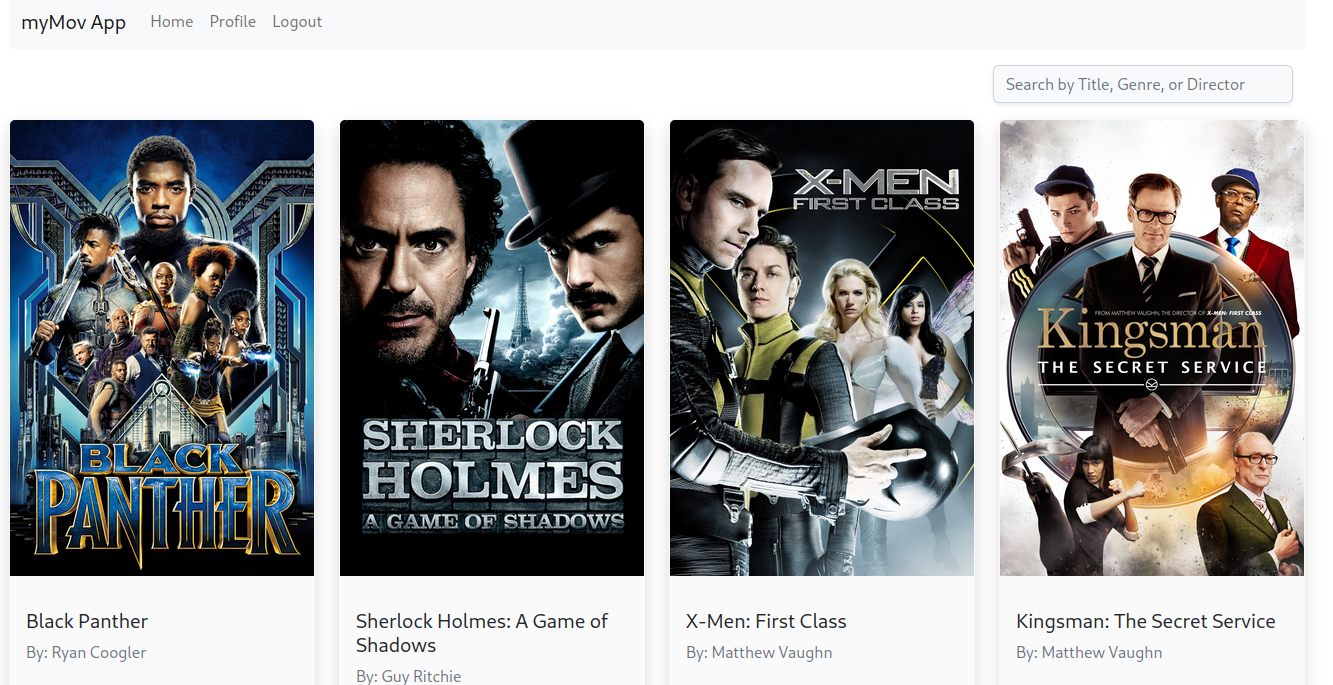 myMov App Home Profile Logout
Search by Title, Genre, or Director
BLACK
PANTHER
SHERLOCK
HOLMES
A GAME OF SHADOWS
X-MEN
FIRST CLASS
FROM MATTHEW VAUGHN, THE DIRECTOR OF X-MEN: FIRST CLASS
Kingsman
THE SECRET SERVICE
Black Panther
By: Ryan Coogler
Sherlock Holmes: A Game of
Shadows
By: Guy Ritchie
X-Men: First Class
By: Matthew Vaughn
Kingsman: The Secret Service
By: Matthew Vaughn